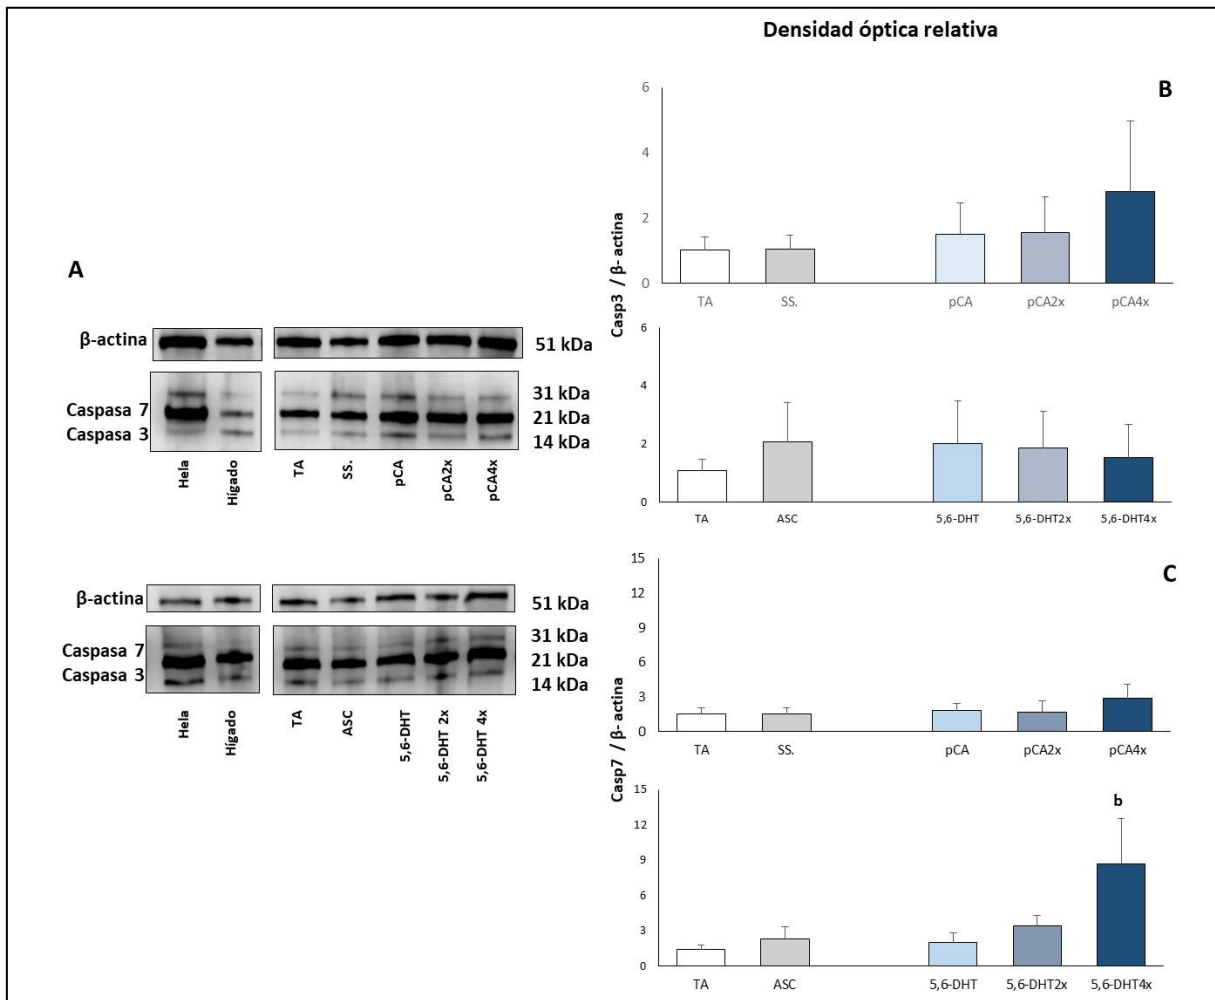 Densidad óptica relativa
A
β-actina
51 kDa
Caspasa 7
Caspasa 3
31 kDa
21 kDa
14 kDa
Hela
Hígado
TA
SS.
pCA
pCA2x
pCA4x
β-actina
51 kDa
Caspasa 7
Caspasa 3
31 kDa
21 kDa
14 kDa
Hela
Hígado
TA
ASC
5,6-DHT
5,6-DHT 2x
5,6-DHT 4x
B
Casp3 / β- actina
6
4
2
0
TA
SS.
pCA
pCA2x
pCA4x
6
4
2
0
TA
ASC
5,6-DHT
5,6-DHT2x
5,6-DHT4x
C
Casp7 / β- actina
15
12
9
6
3
0
TA
SS.
pCA
pCA2x
pCA4x
15
12
9
6
3
0
b
TA
ASC
5,6-DHT
5,6-DHT2x
5,6-DHT4x